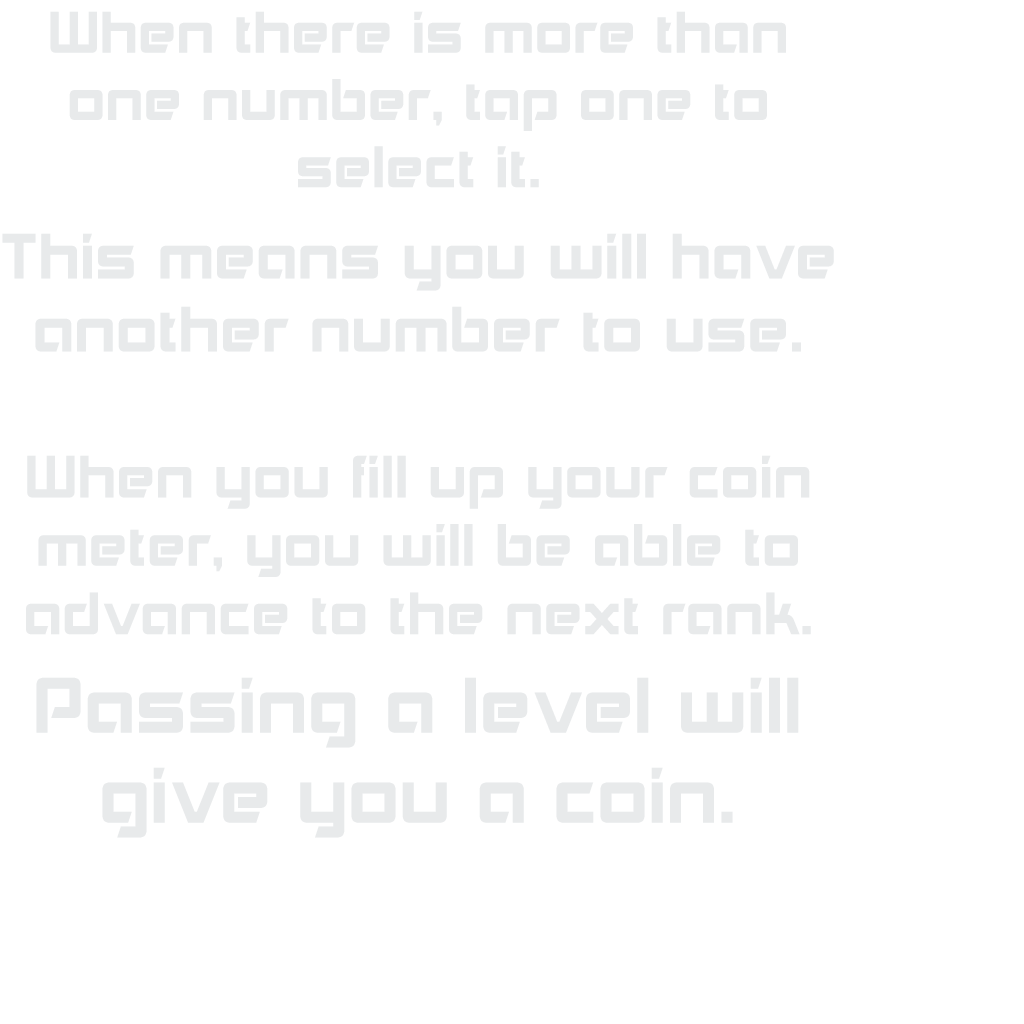 When there is more than
one number, tap one to
select it.
This means you will have
another number to use.
When you fill up your coin
meter, you will be able to
advance to the next rank.
Passing a level will
give you a coin.